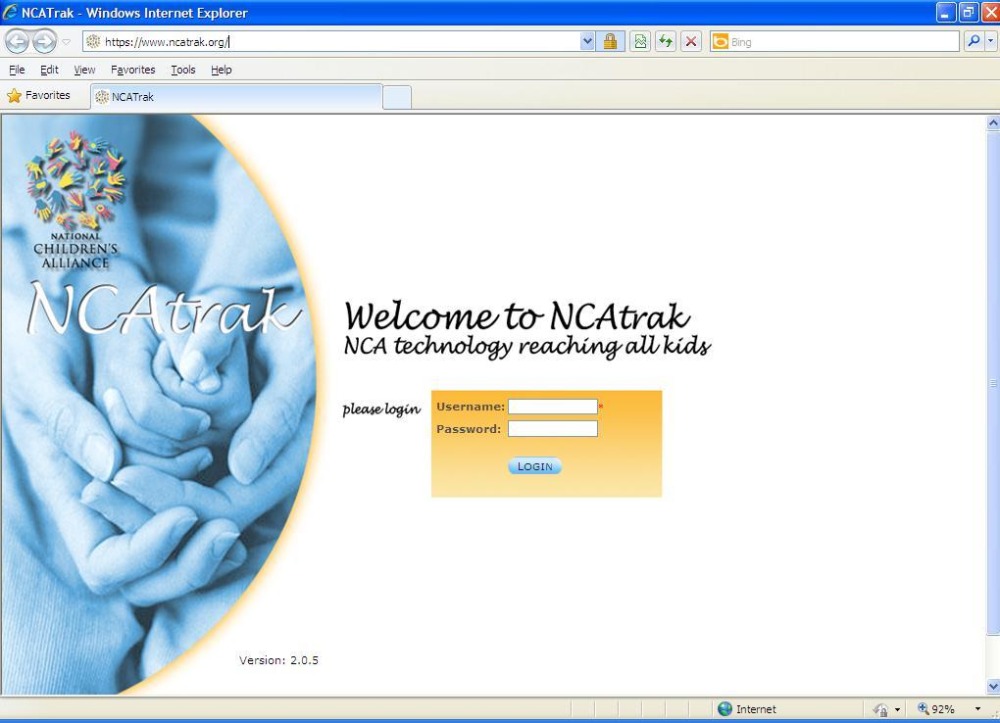 NCATrak - Windows Internet Explorer
https://www.ncatrak.org/
Bing
File Edit View Favorites Tools Help
Favorites
NCATrak
NATIONAL
CHILDREN'S
ALLIANCE
NCAtrak
Welcome to NCAtrak
NCA technology reaching all kids
please login
Username: *
Password:
LOGIN
Version: 2.0.5
Internet
92%